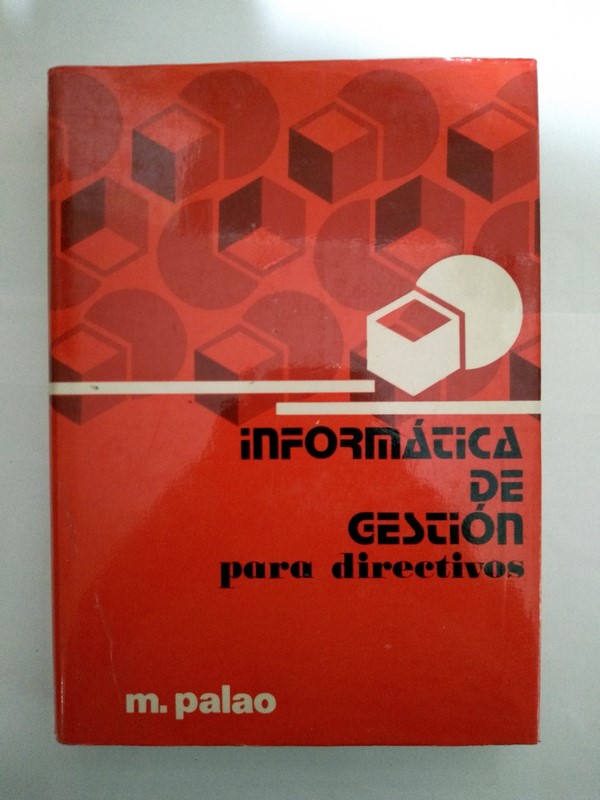 informática
de
gestión
para directivos
m. palao